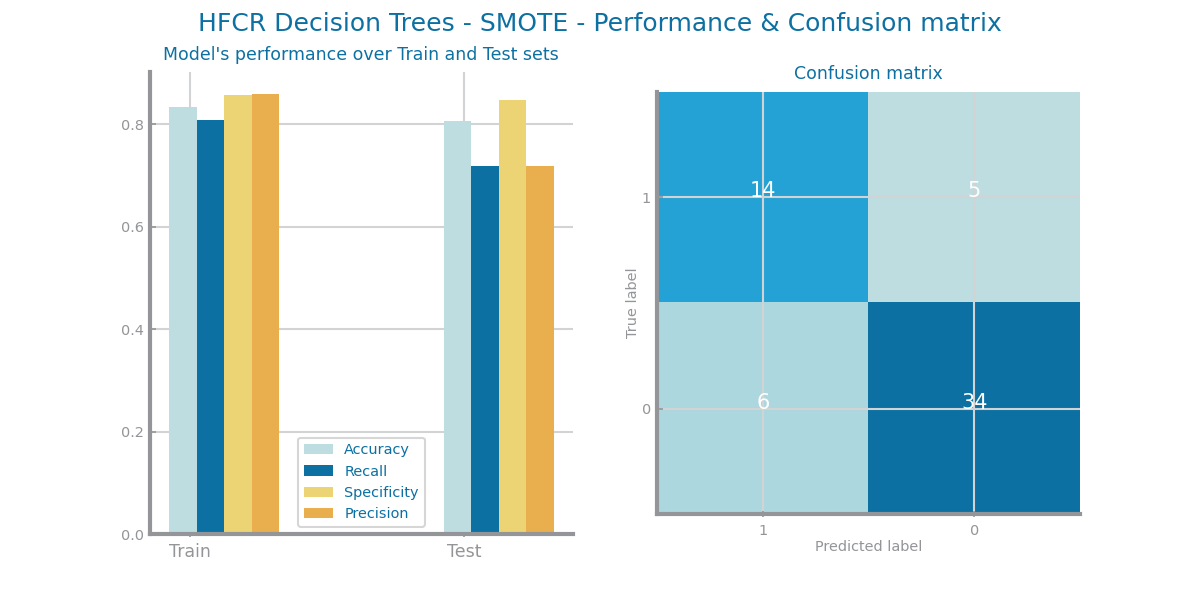 HFCR Decision Trees - SMOTE - Performance & Confusion matrix
Model's performance over Train and Test sets
0.8
0.6
0.4
0.2
0.0
Accuracy
Recall
Specificity
Precision
Train
Test
Confusion matrix
True label
1
0
14
5
6
34
1
0
Predicted label